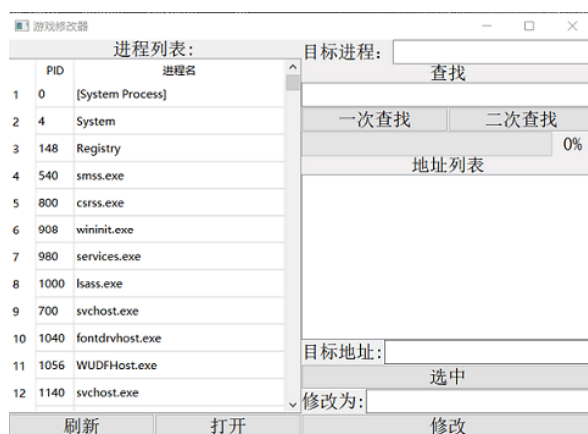 游戏修改器
进程列表:
PID 进程名
1 0 [System Process]
2 4 System
3 148 Registry
4 540 smss.exe
5 800 csrss.exe
6 908 wininit.exe
7 980 services.exe
8 1000 lsass.exe
9 700 svchost.exe
10 1040 fontdrvhost.exe
11 1056 WUDFHost.exe
12 1140 svchost.exe
刷新 打开
目标进程:
查找
一次查找 二次查找
0%
地址列表
目标地址:
选中
修改为:
修改